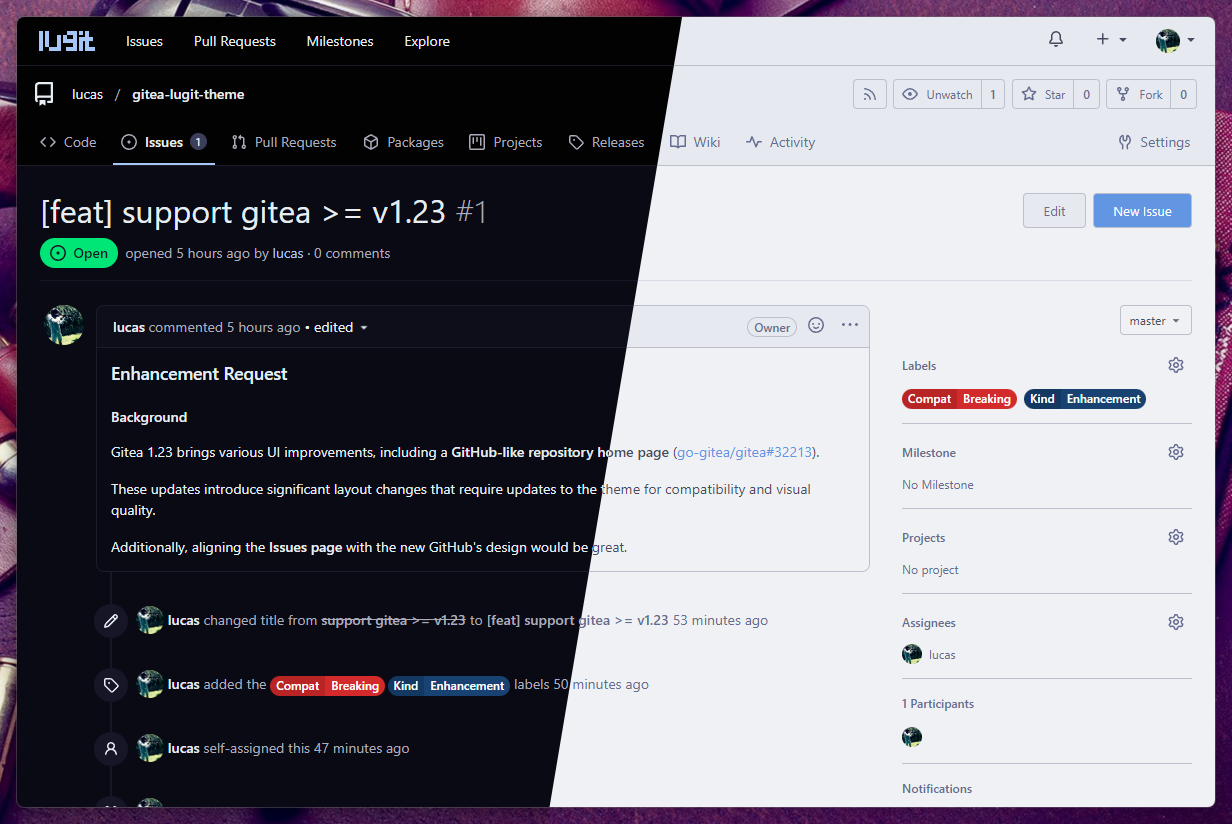 lugit Issues Pull Requests Milestones Explore
lucas / gitea-lugit-theme Unwatch 1 Star 0 Fork 0
Code Issues 1 Pull Requests Packages Projects Releases Wiki Activity Settings
[feat] support gitea >= v1.23 #1 Edit New Issue
Open opened 5 hours ago by lucas · 0 comments
lucas commented 5 hours ago • edited Owner
Enhancement Request
Background
Gitea 1.23 brings various UI improvements, including a GitHub-like repository home page (go-gitea/gitea#32213).
These updates introduce significant layout changes that require updates to the theme for compatibility and visual
quality.
Additionally, aligning the Issues page with the new GitHub's design would be great.
lucas changed title from support gitea >= v1.23 to [feat] support gitea >= v1.23 53 minutes ago
lucas added the Compat Breaking Kind Enhancement labels 50 minutes ago
lucas self-assigned this 47 minutes ago
master
Labels
Compat Breaking Kind Enhancement
Milestone
No Milestone
Projects
No project
Assignees
lucas
1 Participants
Notifications